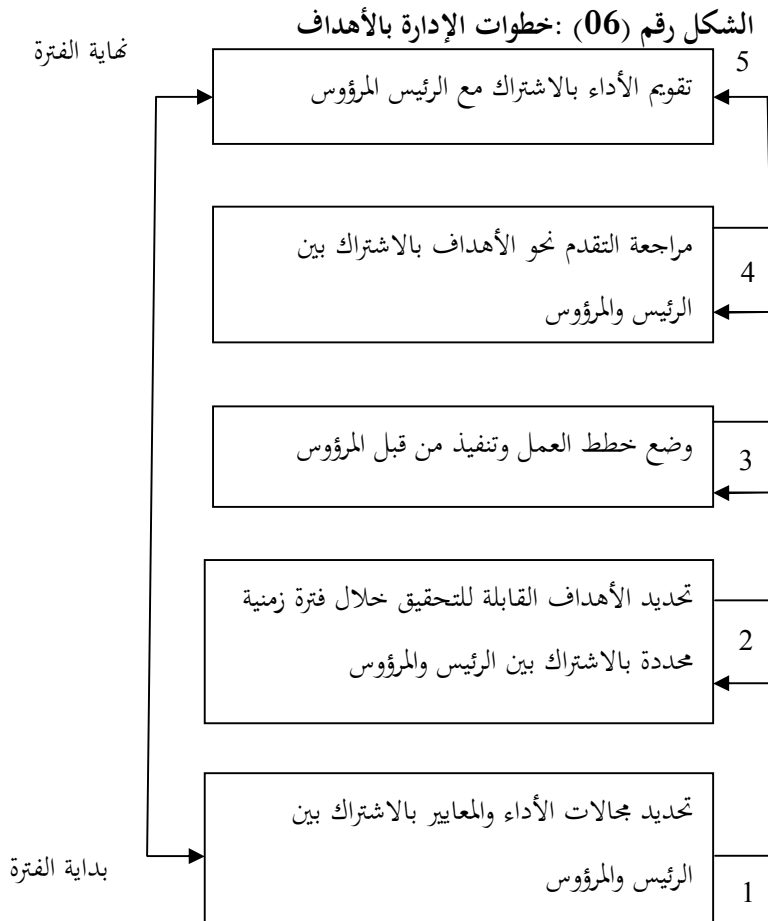 الشكل رقم (06) :خطوات الإدارة بالأهداف
نهاية الفترة
5
تقويم الأداء بالاشتراك مع الرئيس المرؤوس
مراجعة التقدم نحو الأهداف بالاشتراك بين
4
الرئيس والمرؤوس
وضع خطط العمل وتنفيذ من قبل المرؤوس
3
تحديد الأهداف القابلة للتحقيق خلال فترة زمنية
2
محددة بالاشتراك بين الرئيس والمرؤوس
تحديد مجالات الأداء والمعايير بالاشتراك بين
الرئيس والمرؤوس
1
بداية الفترة